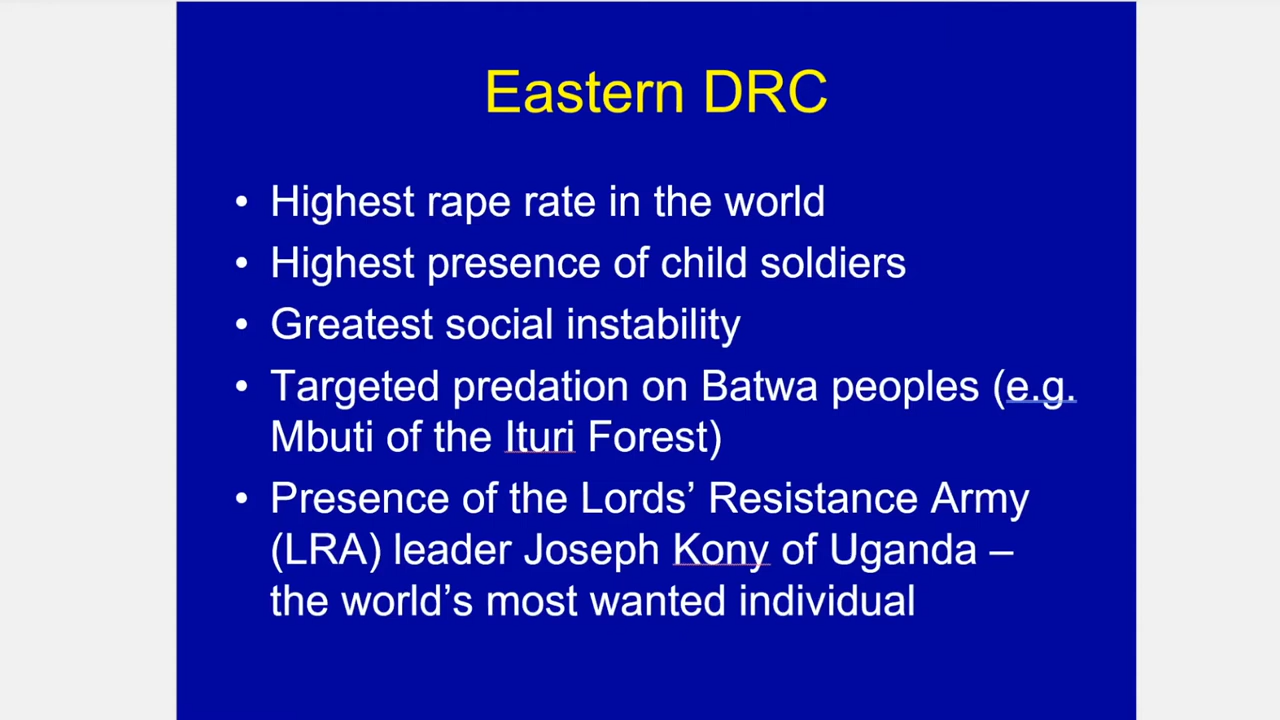 Eastern DRC
• Highest rape rate in the world
• Highest presence of child soldiers
• Greatest social instability
• Targeted predation on Batwa peoples (e.g.
Mbuti of the Ituri Forest)
• Presence of the Lords’ Resistance Army
(LRA) leader Joseph Kony of Uganda –
the world’s most wanted individual